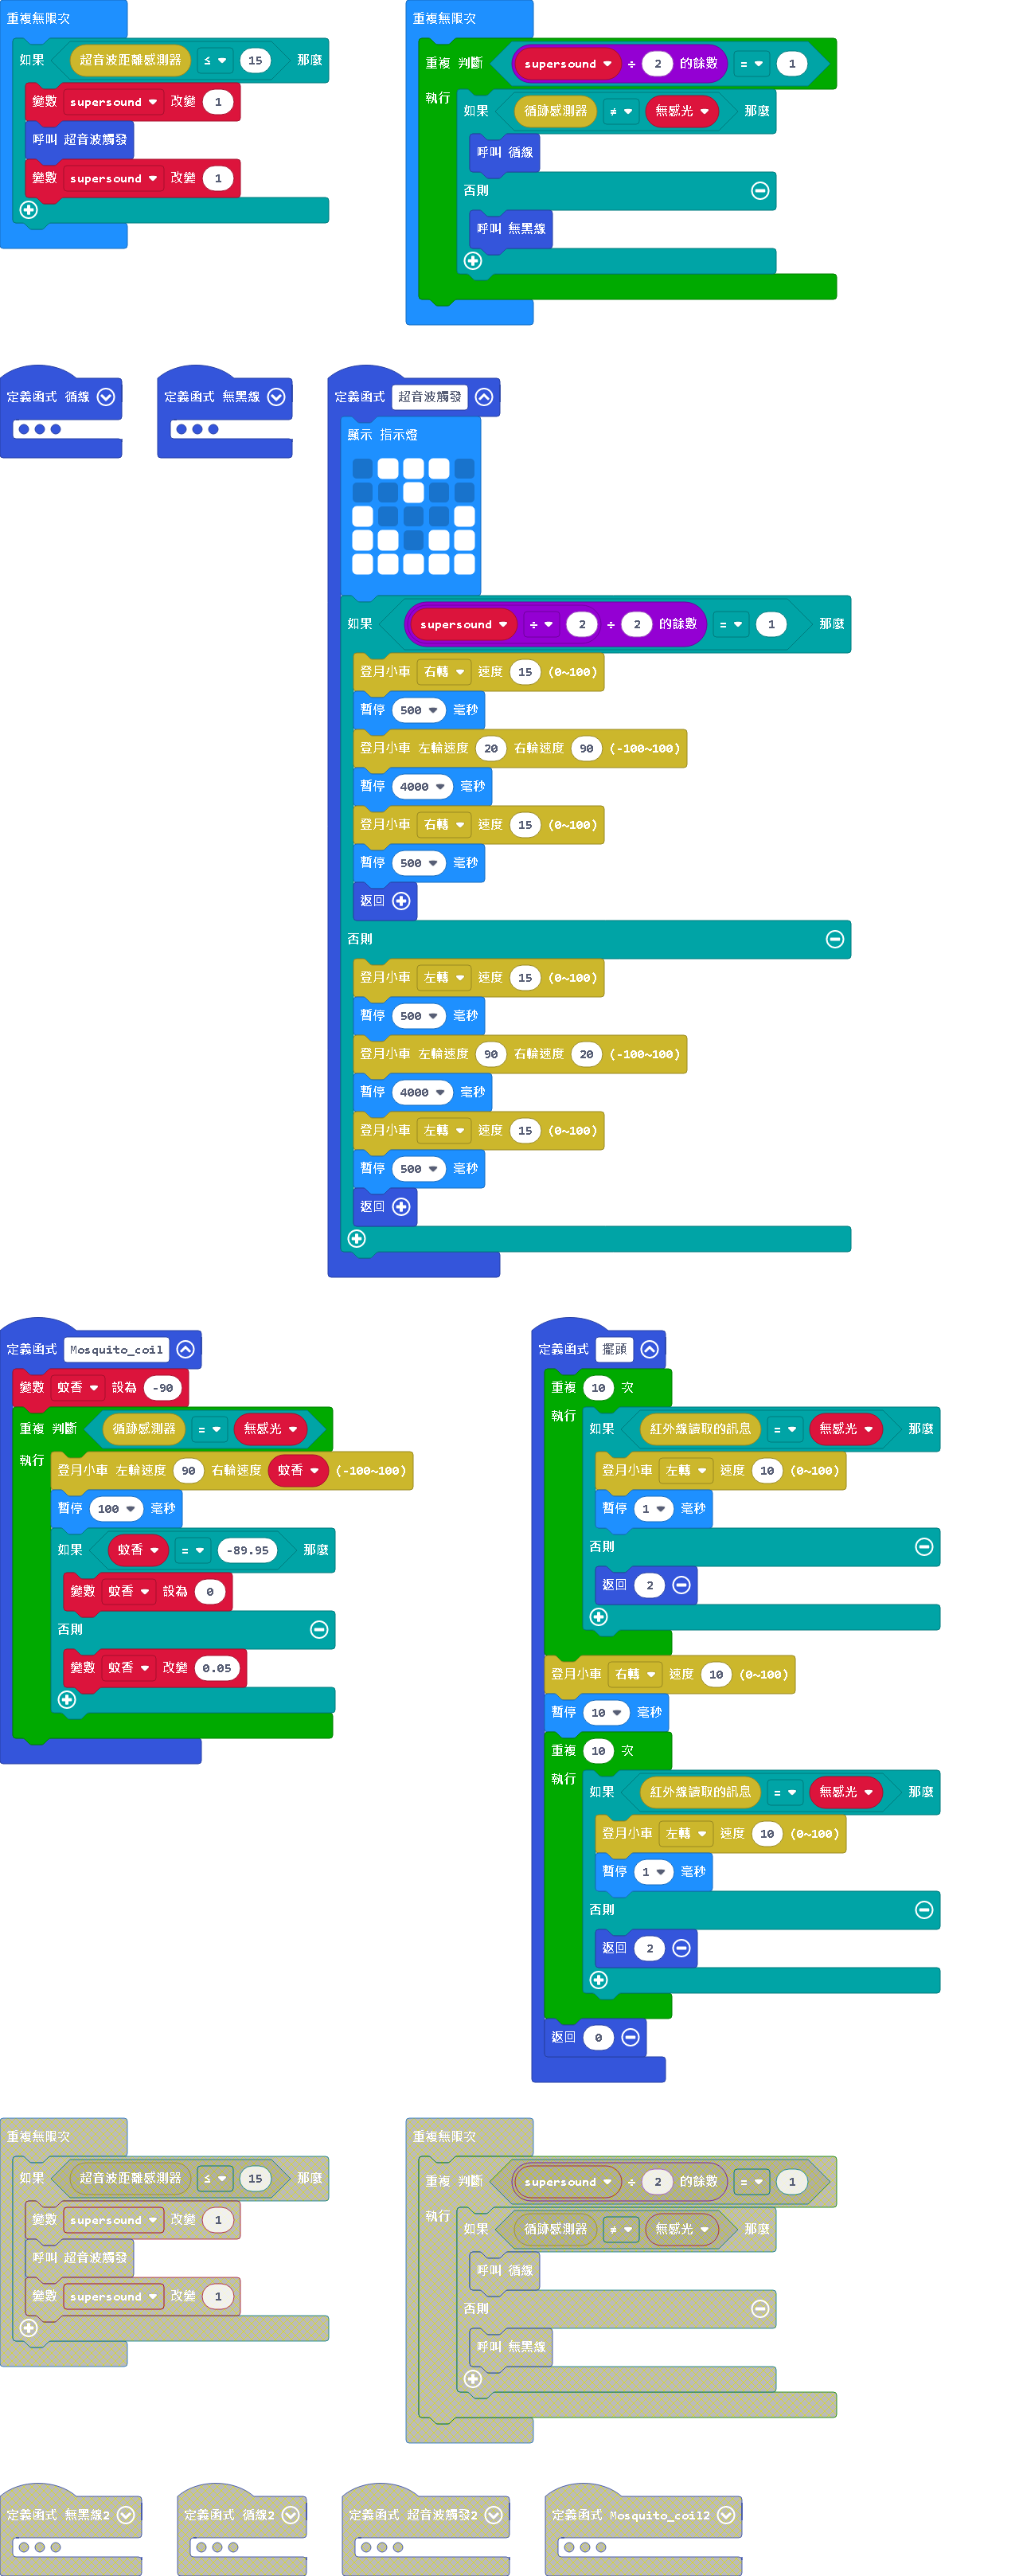 重複無限次
如果 超音波距離感測器 ≤ 15 那麼
變數 supersound 改變 1
呼叫 超音波觸發
變數 supersound 改變 1
重複無限次
重複 判斷 supersound ÷ 2 的餘數 = 1
執行
如果 循跡感測器 ≠ 無感光 那麼
呼叫 循線
否則
呼叫 無黑線
定義函式 循線
定義函式 無黑線
定義函式 超音波觸發
顯示 指示燈
如果 supersound ÷ 2 ÷ 2 的餘數 = 1 那麼
登月小車 右轉 速度 15 (0~100)
暫停 500 毫秒
登月小車 左輪速度 20 右輪速度 90 (-100~100)
暫停 4000 毫秒
登月小車 右轉 速度 15 (0~100)
暫停 500 毫秒
返回
否則
登月小車 左轉 速度 15 (0~100)
暫停 500 毫秒
登月小車 左輪速度 90 右輪速度 20 (-100~100)
暫停 4000 毫秒
登月小車 左轉 速度 15 (0~100)
暫停 500 毫秒
返回
定義函式 Mosquito_coil
變數 蚊香 設為 -90
重複 判斷 循跡感測器 = 無感光
執行
登月小車 左輪速度 90 右輪速度 蚊香 (-100~100)
暫停 100 毫秒
如果 蚊香 = -89.95 那麼
變數 蚊香 設為 0
否則
變數 蚊香 改變 0.05
定義函式 擺頭
重複 10 次
執行
如果 紅外線讀取的訊息 = 無感光 那麼
登月小車 左轉 速度 10 (0~100)
暫停 1 毫秒
否則
返回 2
登月小車 右轉 速度 10 (0~100)
暫停 10 毫秒
重複 10 次
執行
如果 紅外線讀取的訊息 = 無感光 那麼
登月小車 左轉 速度 10 (0~100)
暫停 1 毫秒
否則
返回 2
返回 0
重複無限次
如果 超音波距離感測器 ≤ 15 那麼
變數 supersound 改變 1
呼叫 超音波觸發
變數 supersound 改變 1
重複無限次
重複 判斷 supersound ÷ 2 的餘數 = 1
執行
如果 循跡感測器 ≠ 無感光 那麼
呼叫 循線
否則
呼叫 無黑線
定義函式 無黑線2
定義函式 循線2
定義函式 超音波觸發2
定義函式 Mosquito_coil2